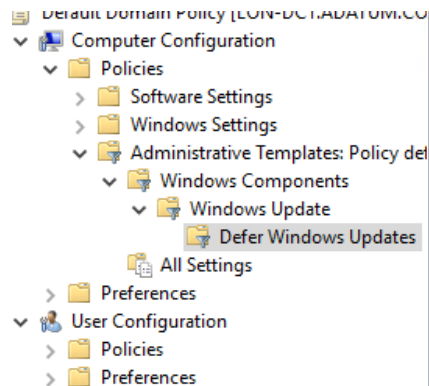 Default Domain Policy [LON-DC1.ADATUM.CO
Computer Configuration
Policies
Software Settings
Windows Settings
Administrative Templates: Policy def
Windows Components
Windows Update
Defer Windows Updates
All Settings
Preferences
User Configuration
Policies
Preferences